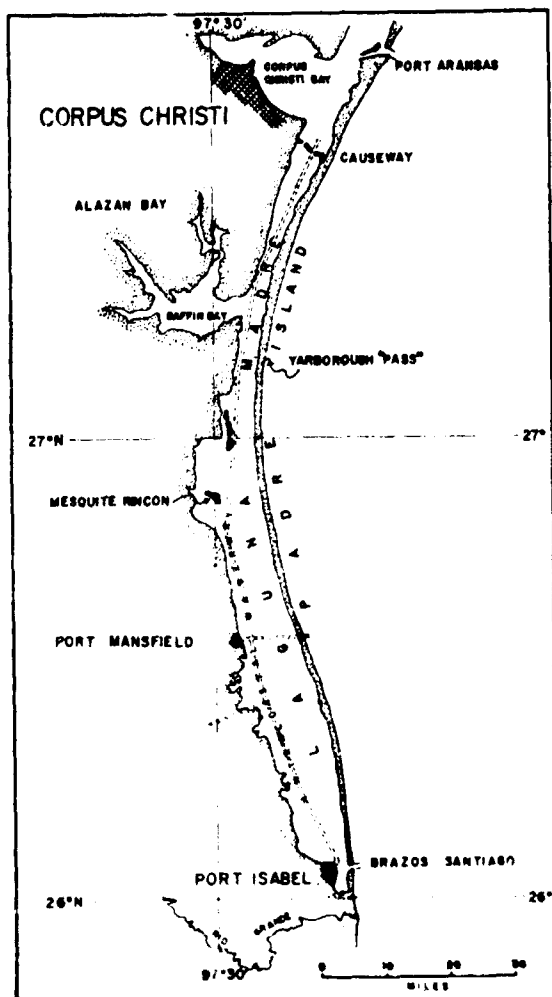 97°30'
CORPUS
CHRISTI BAY
PORT ARANSAS
CORPUS CHRISTI
CAUSEWAY
ALAZAN BAY
BAFFIN BAY
PADRE ISLAND
YARBOROUGH "PASS"
27°N
27°
MESQUITE RINCON
LAGUNA MADRE
PORT MANSFIELD
BRAZOS SANTIAGO
PORT ISABEL
26°N
26°
RIO GRANDE
97°30'
0 10 20 30
MILES